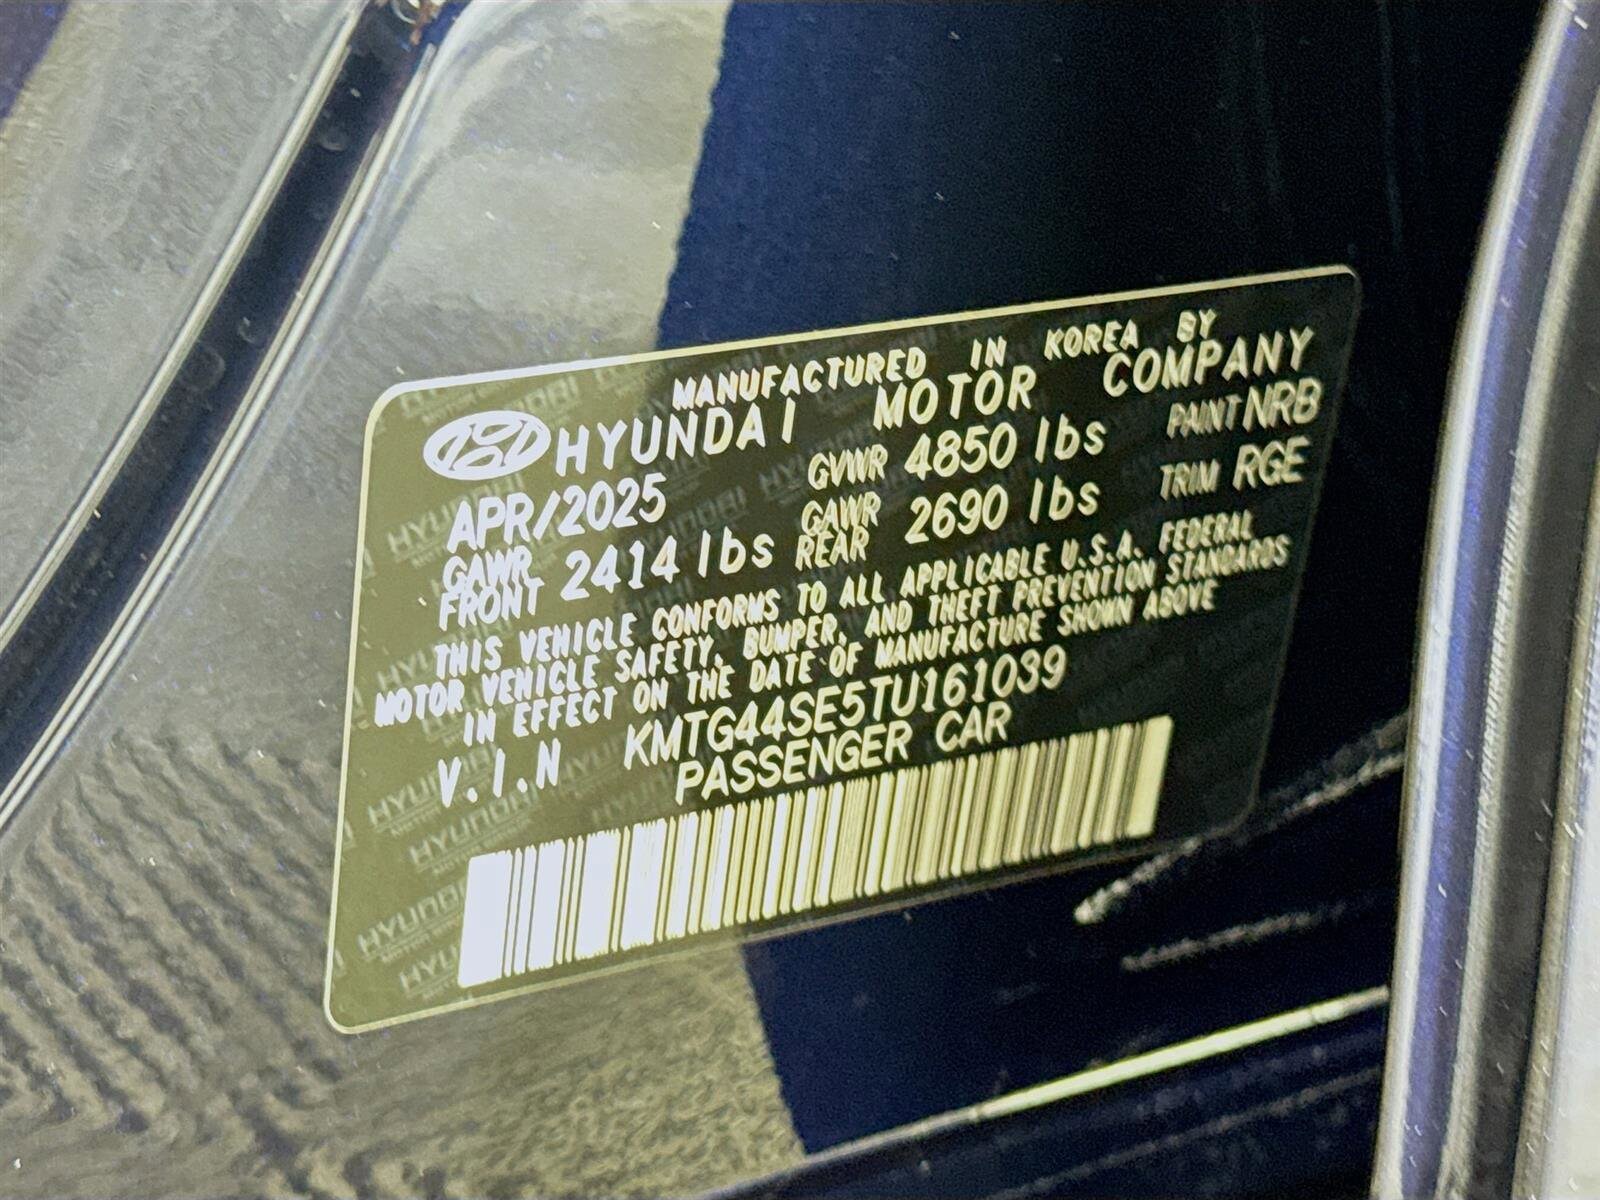 MANUFACTURED IN KOREA BY
HYUNDAI MOTOR COMPANY
APR/2025 GVWR 4850 lbs PAINT NRB
GAWR FRONT 2414 lbs GAWR REAR 2690 lbs TRIM RGE
THIS VEHICLE CONFORMS TO ALL APPLICABLE U.S.A. FEDERAL
MOTOR VEHICLE SAFETY, BUMPER, AND THEFT PREVENTION STANDARDS
IN EFFECT ON THE DATE OF MANUFACTURE SHOWN ABOVE
V.I.N KMTG44SE5TU161039
PASSENGER CAR